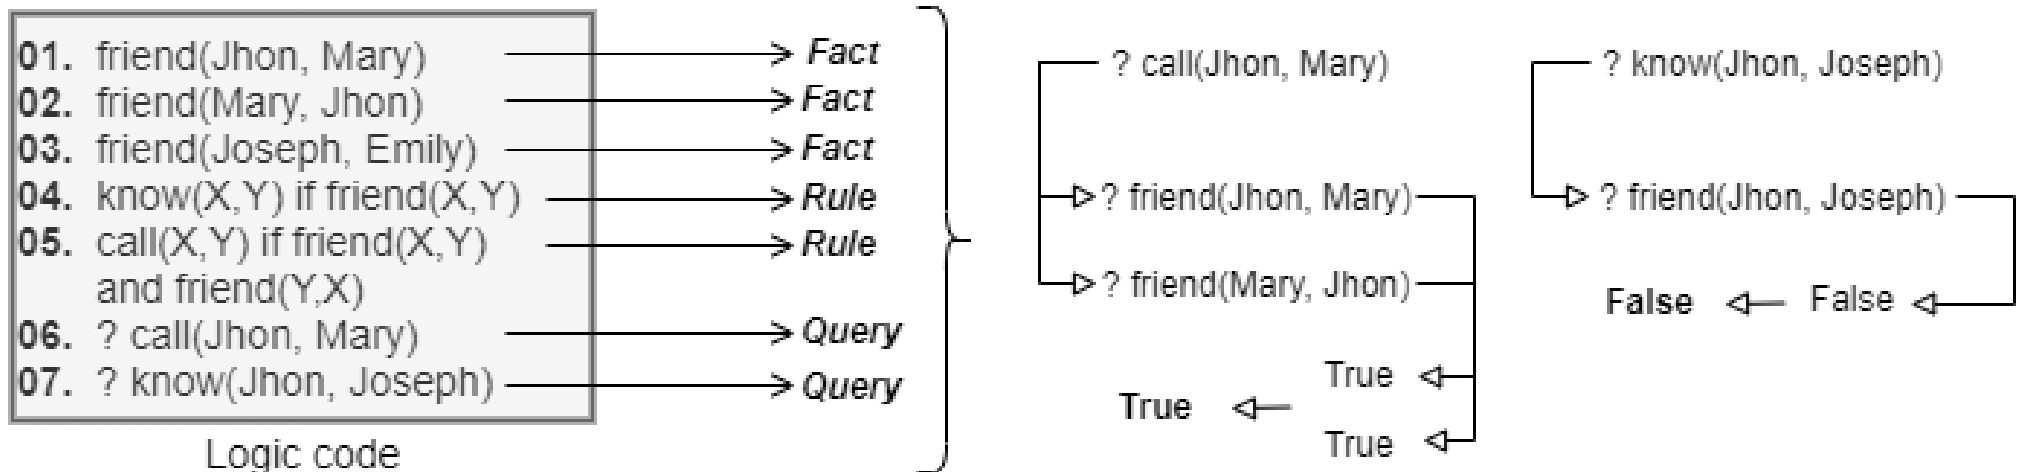 01. friend(Jhon, Mary)
02. friend(Mary, Jhon)
03. friend(Joseph, Emily)
04. know(X,Y) if friend(X,Y)
05. call(X,Y) if friend(X,Y)
and friend(Y,X)
06. ? call(Jhon, Mary)
07. ? know(Jhon, Joseph)
Logic code
Fact
Fact
Fact
Rule
Rule
Query
Query
? call(Jhon, Mary)
? friend(Jhon, Mary)
? friend(Mary, Jhon)
True
True
True
? know(Jhon, Joseph)
? friend(Jhon, Joseph)
False
False